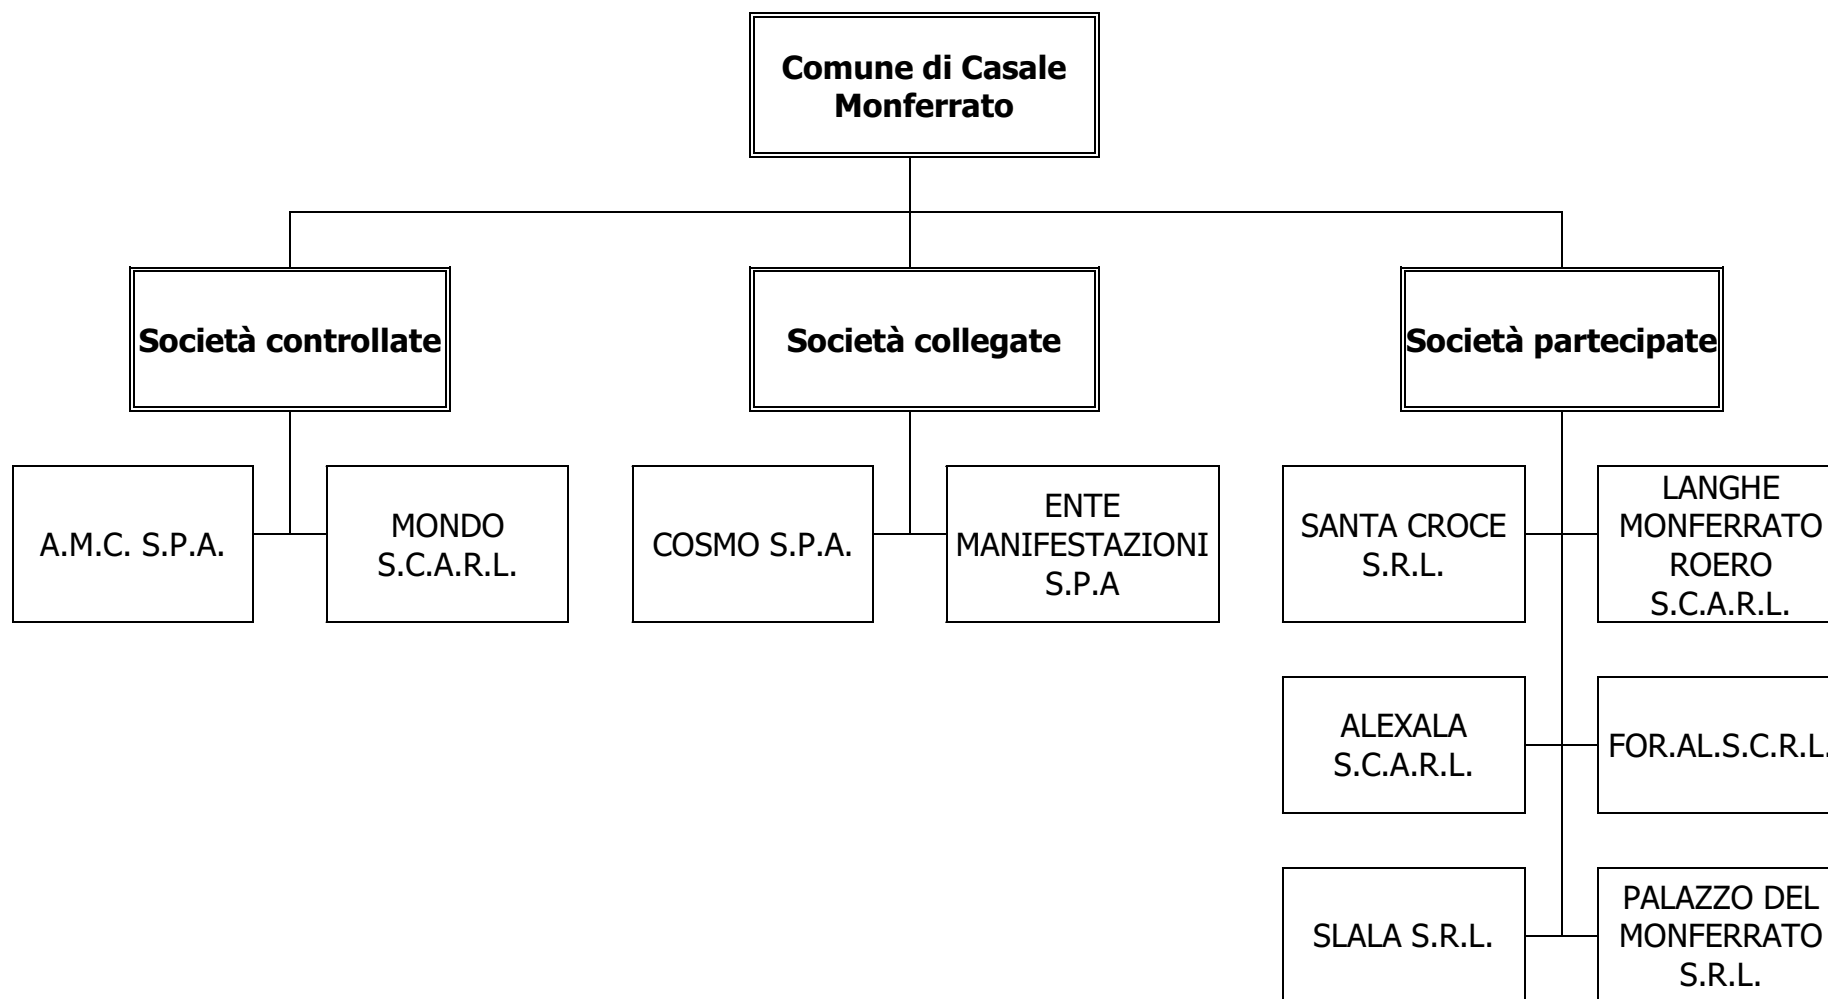 Comune di Casale
Monferrato
Società controllate
Società collegate
Società partecipate
A.M.C. S.P.A.
MONDO
S.C.A.R.L.
COSMO S.P.A.
ENTE
MANIFESTAZIONI
S.P.A
SANTA CROCE
S.R.L.
LANGHE
MONFERRATO
ROERO
S.C.A.R.L.
ALEXALA
S.C.A.R.L.
FOR.AL.S.C.R.L.
SLALA S.R.L.
PALAZZO DEL
MONFERRATO
S.R.L.